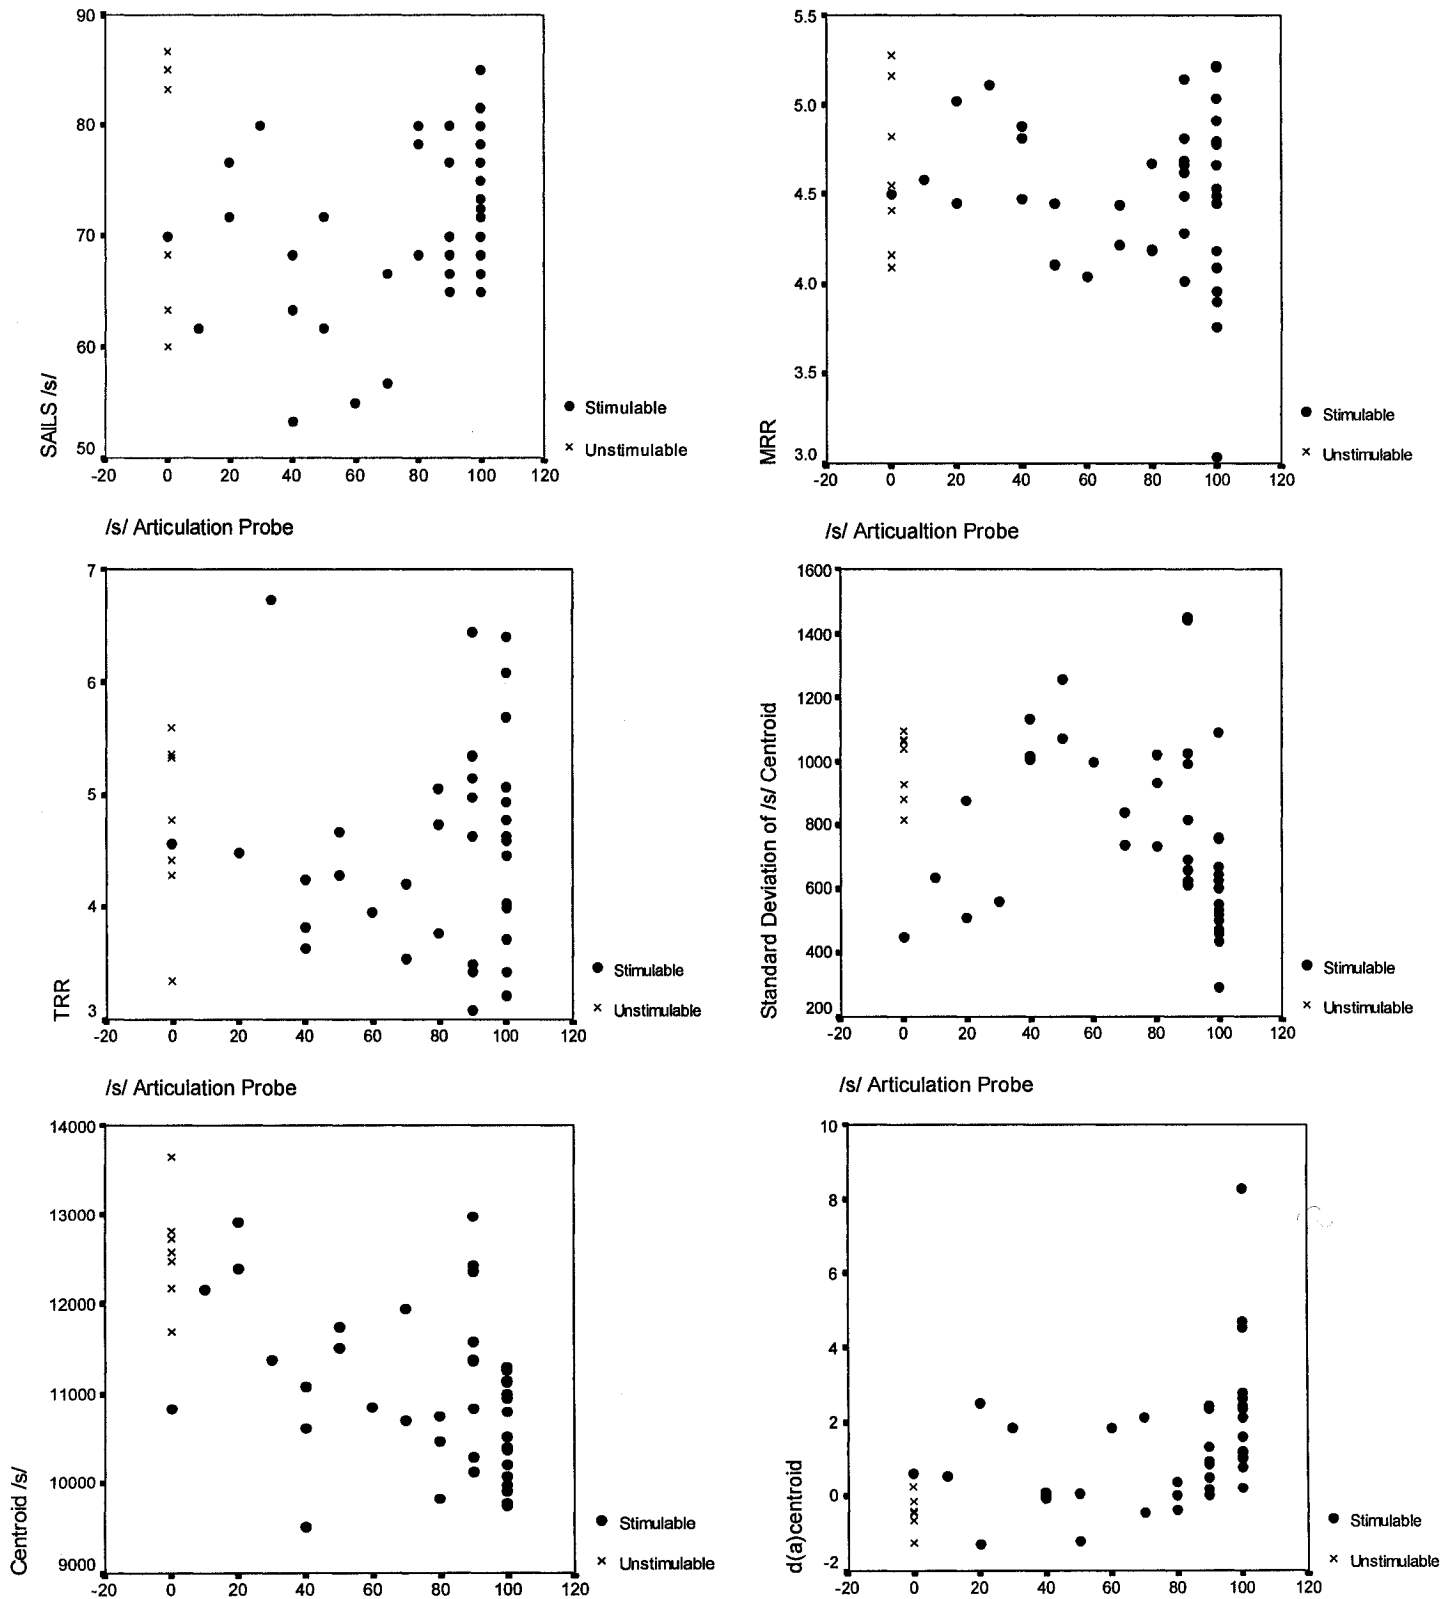 90
80
70
60
50
SAILS /s/
-20 0 20 40 60 80 100 120
/s/ Articulation Probe
● Stimulable
× Unstimulable
5.5
5.0
4.5
4.0
3.5
3.0
MRR
-20 0 20 40 60 80 100 120
/s/ Articualtion Probe
● Stimulable
× Unstimulable
7
6
5
4
3
TRR
-20 0 20 40 60 80 100 120
/s/ Articulation Probe
● Stimulable
× Unstimulable
1600
1400
1200
1000
800
600
400
200
Standard Deviation of /s/ Centroid
-20 0 20 40 60 80 100 120
/s/ Articulation Probe
● Stimulable
× Unstimulable
14000
13000
12000
11000
10000
9000
Centroid /s/
-20 0 20 40 60 80 100 120
● Stimulable
× Unstimulable
10
8
6
4
2
0
-2
d(a)centroid
-20 0 20 40 60 80 100 120
● Stimulable
× Unstimulable